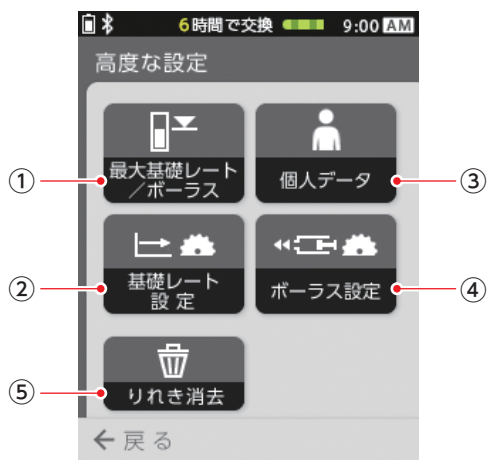 6時間で交換 9:00 AM
高度な設定
① 最大基礎レート
／ボーラス
個人データ ③
② 基礎レート
設 定
ボーラス設定 ④
⑤ りれき消去
戻 る